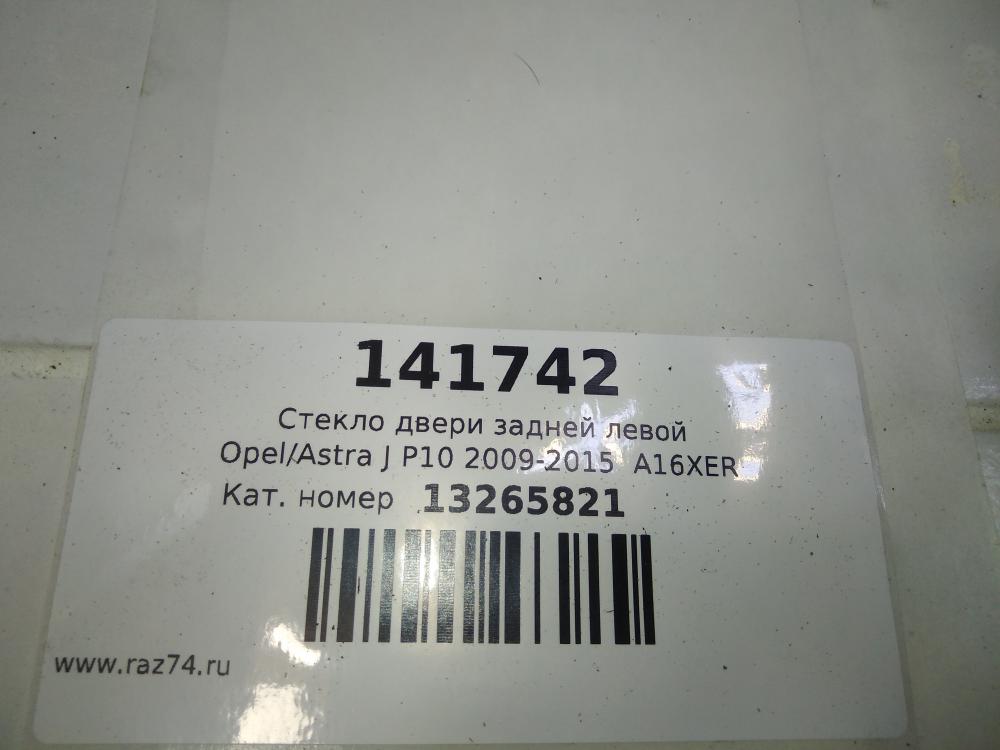 141742
Стекло двери задней левой
Opel/Astra J P10 2009-2015 A16XER
Кат. номер 13265821
www.raz74.ru